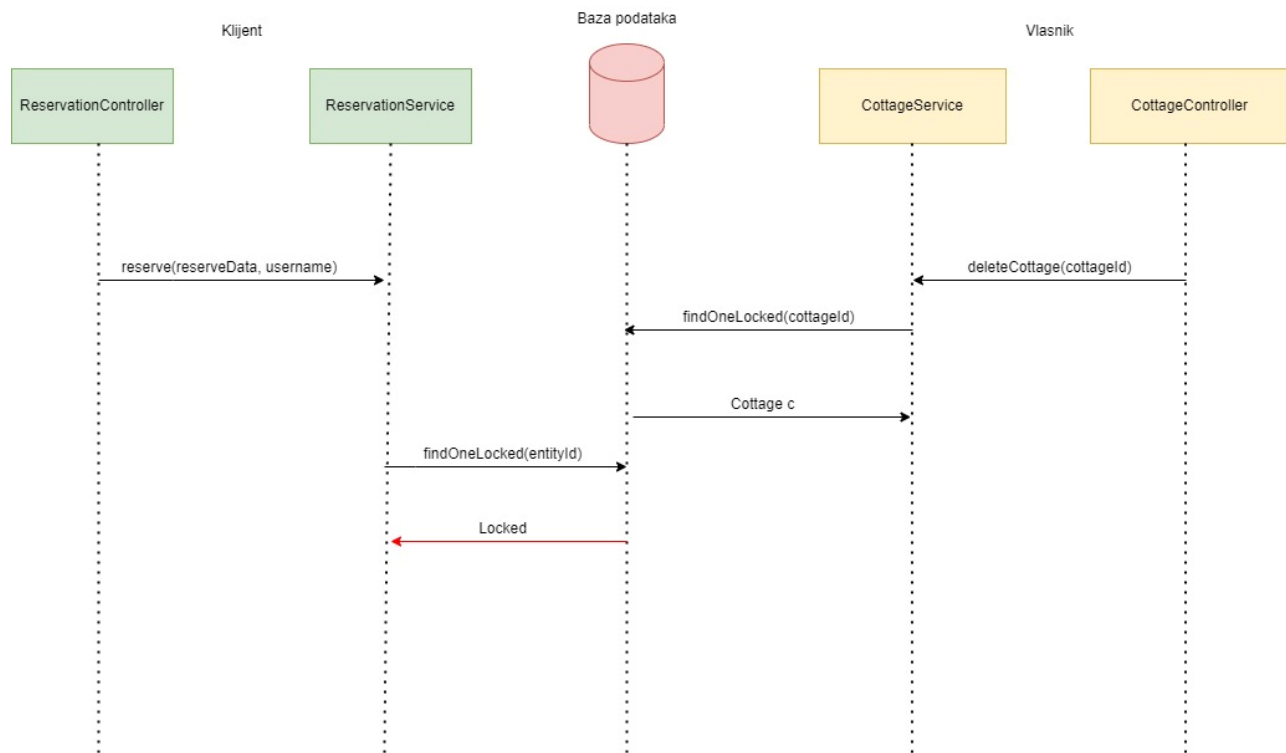 Klijent
Baza podataka
Vlasnik
ReservationController
ReservationService
CottageService
CottageController
reserve(reserveData, username)
deleteCottage(cottageId)
findOneLocked(cottageId)
Cottage c
findOneLocked(entityId)
Locked